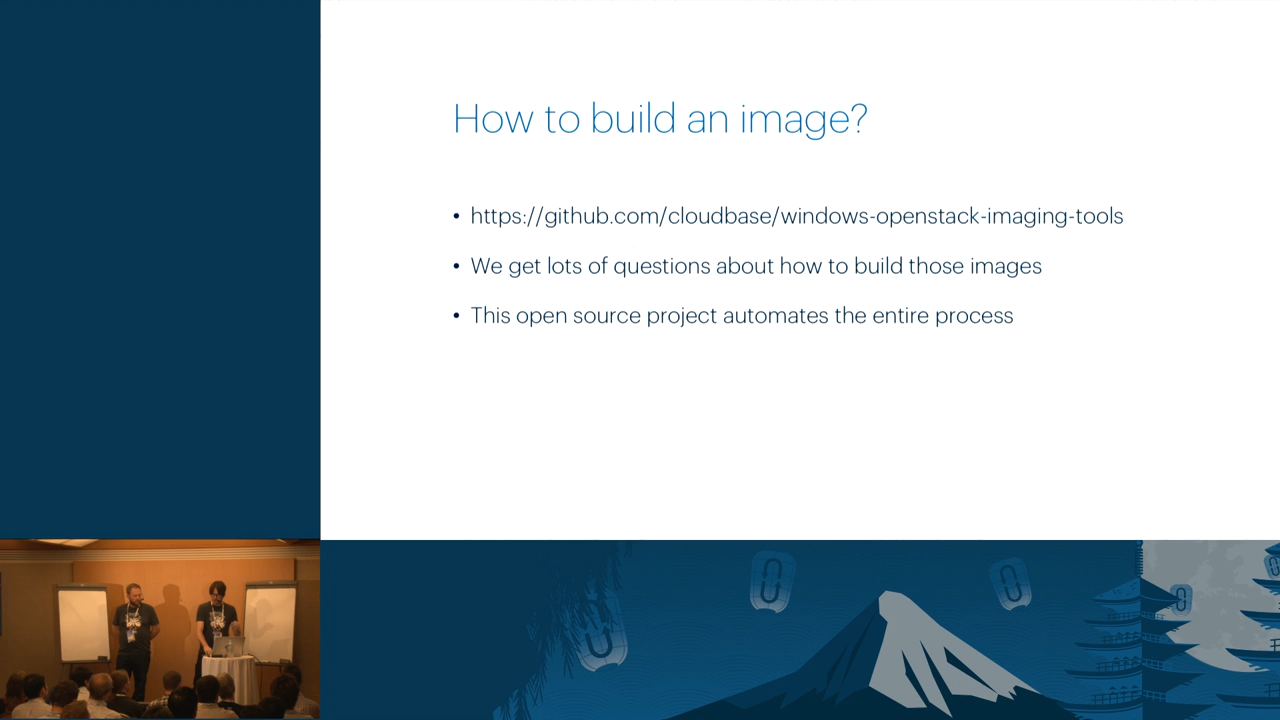 How to build an image?
• https://github.com/cloudbase/windows-openstack-imaging-tools
• We get lots of questions about how to build those images
• This open source project automates the entire process